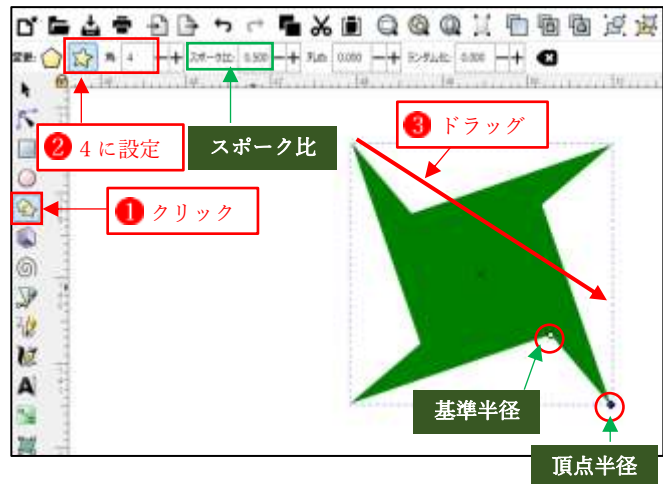 変更: 角: 4 スポーク比: 0.500 丸め: 0.000 ランダム化: 0.000
❷ 4に設定
スポーク比
❸ ドラッグ
❶ クリック
基準半径
頂点半径